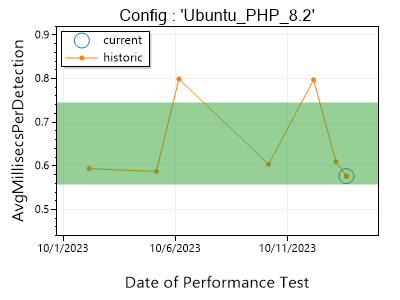 Config : 'Ubuntu_PHP_8.2'
current
historic
AvgMillisecsPerDetection
0.9
0.8
0.7
0.6
0.5
10/1/2023
10/6/2023
10/11/2023
Date of Performance Test